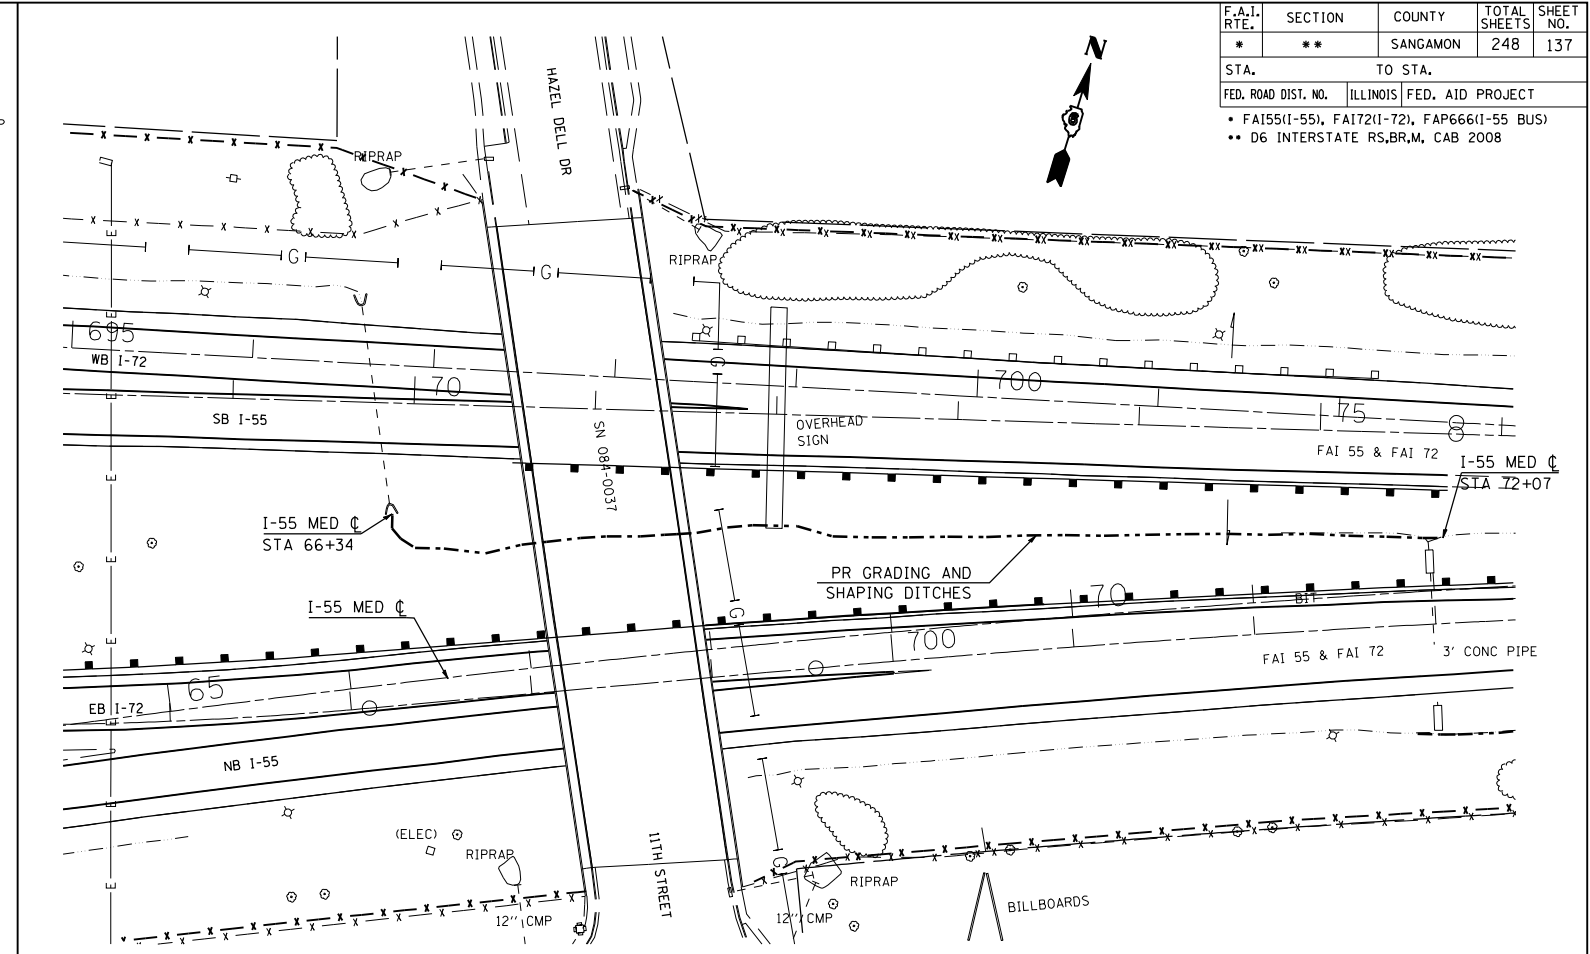 F.A.I. RTE. SECTION COUNTY TOTAL SHEETS SHEET NO.
* ** SANGAMON 248 137
STA. TO STA.
FED. ROAD DIST. NO. ILLINOIS FED. AID PROJECT
* FAI55(I-55), FAI72(I-72), FAP666(I-55 BUS)
** D6 INTERSTATE RS,BR,M, CAB 2008
N
HAZEL DELL DR
RIPRAP
RIPRAP
G
G
G
695
WB I-72
70
700
75
SB I-55
OVERHEAD
SIGN
SN 084-0037
FAI 55 & FAI 72
I-55 MED ℄
STA 72+07
I-55 MED ℄
STA 66+34
PR GRADING AND
SHAPING DITCHES
I-55 MED ℄
G
70
BIT
700
65
FAI 55 & FAI 72
3' CONC PIPE
EB I-72
NB I-55
(ELEC)
RIPRAP
11TH STREET
G
RIPRAP
12'' CMP
12'' CMP
BILLBOARDS